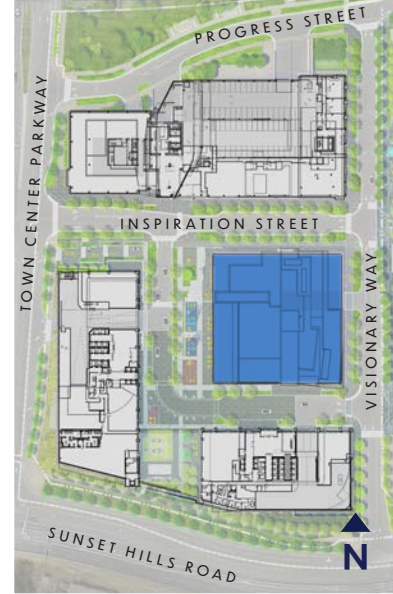 PROGRESS STREET
TOWN CENTER PARKWAY
INSPIRATION STREET
VISIONARY WAY
SUNSET HILLS ROAD
N